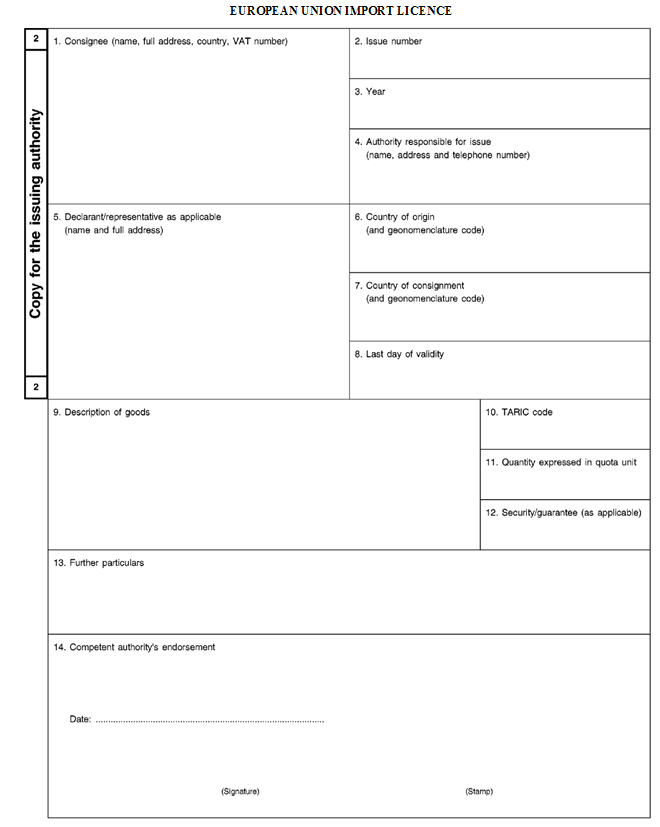 EUROPEAN UNION IMPORT LICENCE
2
Copy for the issuing authority
2
1. Consignee (name, full address, country, VAT number)
2. Issue number
3. Year
4. Authority responsible for issue
(name, address and telephone number)
5. Declarant/representative as applicable
(name and full address)
6. Country of origin
(and geonomenclature code)
7. Country of consignment
(and geonomenclature code)
8. Last day of validity
9. Description of goods
10. TARIC code
11. Quantity expressed in quota unit
12. Security/guarantee (as applicable)
13. Further particulars
14. Competent authority's endorsement
Date: ............................................................................................
(Signature)
(Stamp)